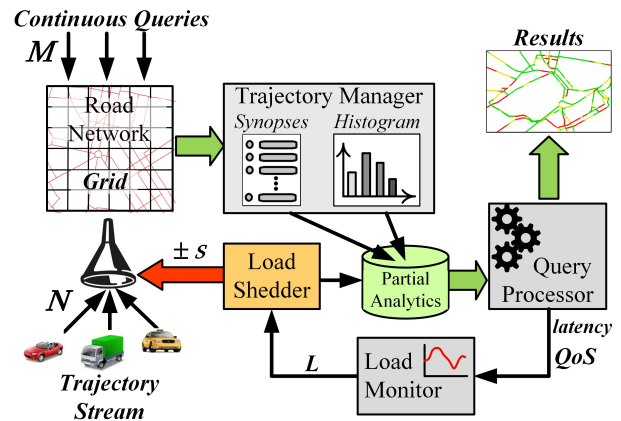 Continuous Queries
M
Road
Network
Grid
Trajectory Manager
Synopses
Histogram
Results
± s
Load
Shedder
Partial
Analytics
Query
Processor
N
latency
QoS
L
Load
Monitor
Trajectory
Stream